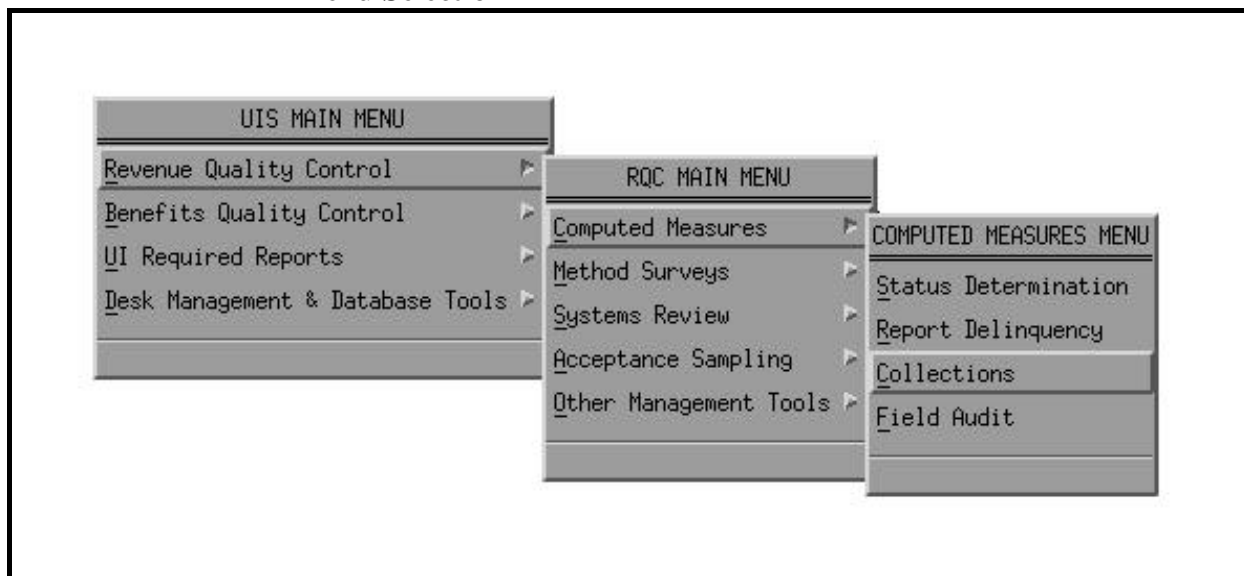 UIS MAIN MENU
Revenue Quality Control
Benefits Quality Control
UI Required Reports
Desk Management & Database Tools
RQC MAIN MENU
Computed Measures
Method Surveys
Systems Review
Acceptance Sampling
Other Management Tools
COMPUTED MEASURES MENU
Status Determination
Report Delinquency
Collections
Field Audit